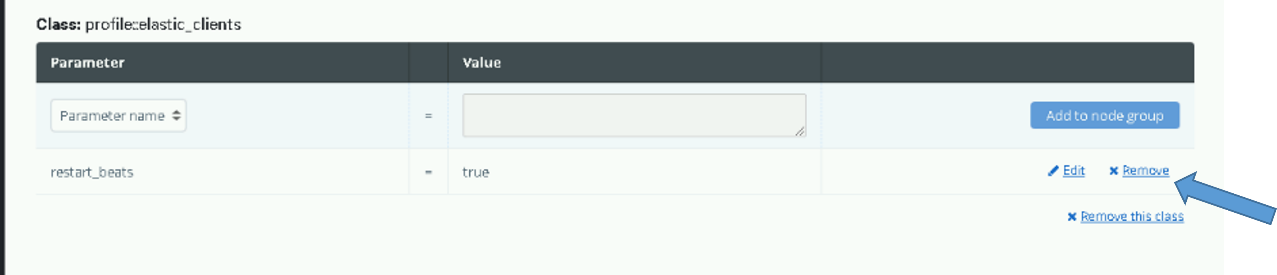 Class: profile::elastic_clients
Parameter Value
Parameter name = Add to node group
restart_beats = true Edit Remove
Remove this class